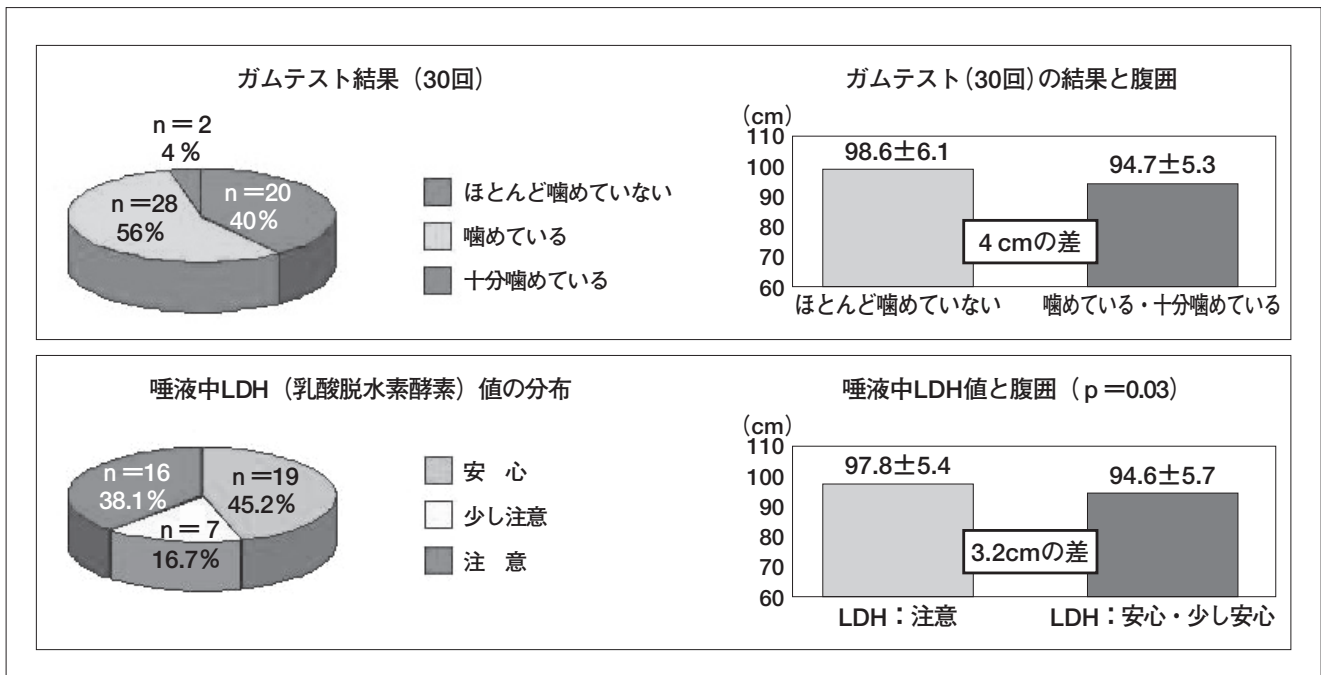 ガムテスト結果（30回）
n＝2
4％
n＝20
40％
n＝28
56％
ほとんど噛めていない
噛めている
十分噛めている
ガムテスト（30回）の結果と腹囲
（cm）
110
100
90
80
70
60
98.6±6.1
94.7±5.3
4cmの差
ほとんど噛めていない
噛めている・十分噛めている
唾液中LDH（乳酸脱水素酵素）値の分布
n＝16
38.1％
n＝19
45.2％
n＝7
16.7％
安　心
少し注意
注　意
唾液中LDH値と腹囲（p＝0.03）
（cm）
110
100
90
80
70
60
97.8±5.4
94.6±5.7
3.2cmの差
LDH：注意
LDH：安心・少し安心